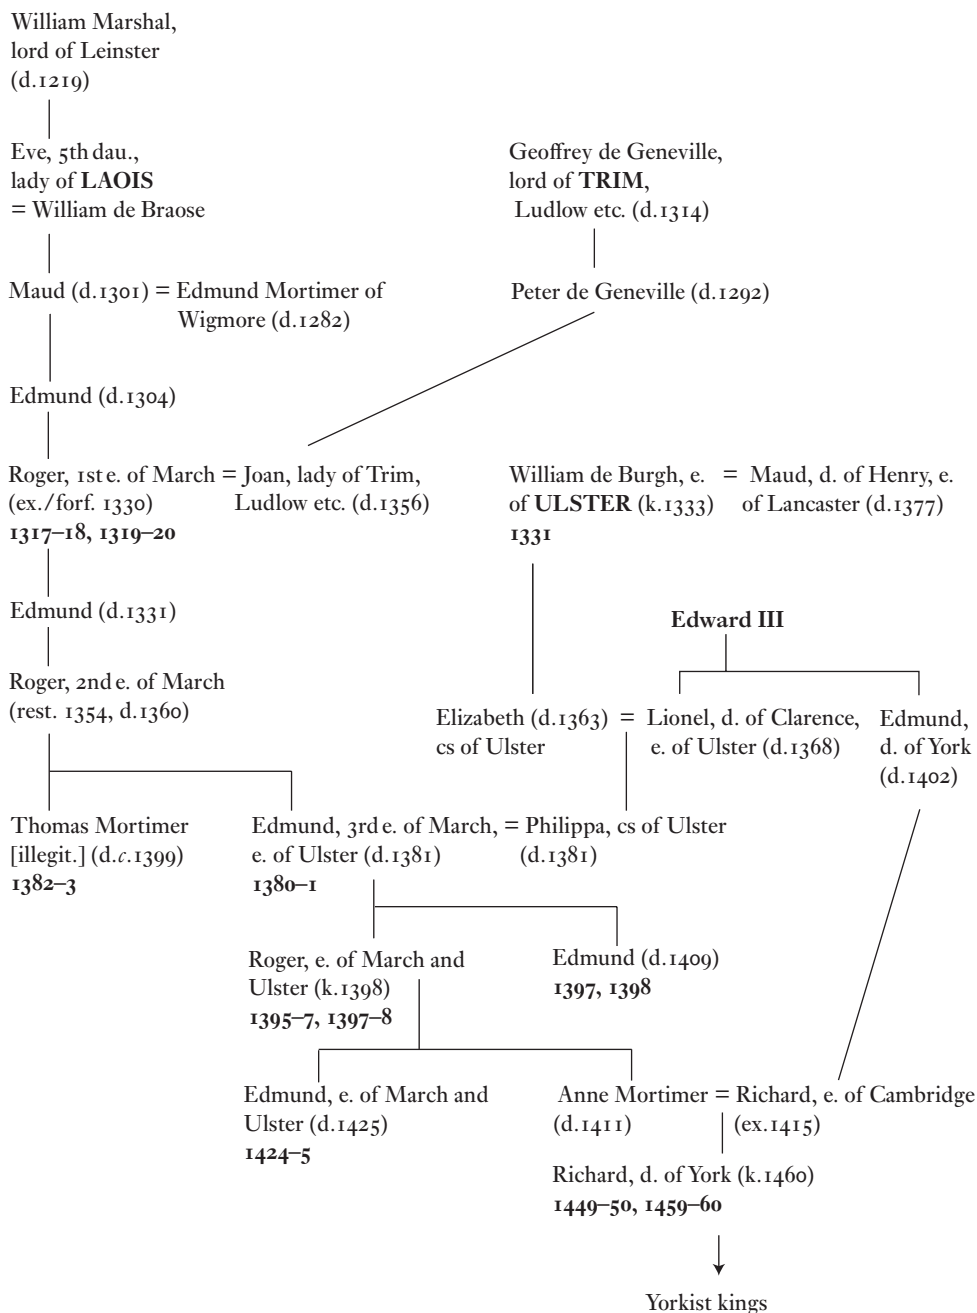 William Marshal,
lord of Leinster
(d.1219)
Eve, 5th dau.,
lady of LAOIS
= William de Braose
Geoffrey de Geneville,
lord of TRIM,
Ludlow etc. (d.1314)
Maud (d.1301) = Edmund Mortimer of
Wigmore (d.1282)
Peter de Geneville (d.1292)
Edmund (d.1304)
Roger, 1st e. of March = Joan, lady of Trim,
(ex./forf. 1330) Ludlow etc. (d.1356)
1317–18, 1319–20
William de Burgh, e. = Maud, d. of Henry, e.
of ULSTER (k.1333) of Lancaster (d.1377)
1331
Edmund (d.1331)
Edward III
Roger, 2nd e. of March
(rest. 1354, d.1360)
Elizabeth (d.1363) = Lionel, d. of Clarence,
cs of Ulster e. of Ulster (d.1368)
Edmund,
d. of York
(d.1402)
Thomas Mortimer
[illegit.] (d.c.1399)
1382–3
Edmund, 3rd e. of March, = Philippa, cs of Ulster
e. of Ulster (d.1381) (d.1381)
1380–1
Roger, e. of March and
Ulster (k.1398)
1395–7, 1397–8
Edmund (d.1409)
1397, 1398
Edmund, e. of March and
Ulster (d.1425)
1424–5
Anne Mortimer = Richard, e. of Cambridge
(d.1411) (ex.1415)
Richard, d. of York (k.1460)
1449–50, 1459–60
Yorkist kings